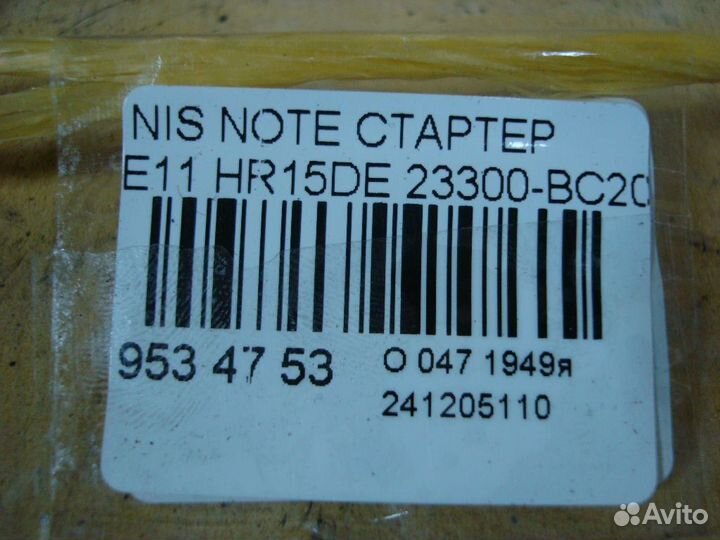 NIS NOTE СТАРТЕР
E11 HR15DE 23300-BC20
953 47 53
О 047 1949я
241205110
Avito